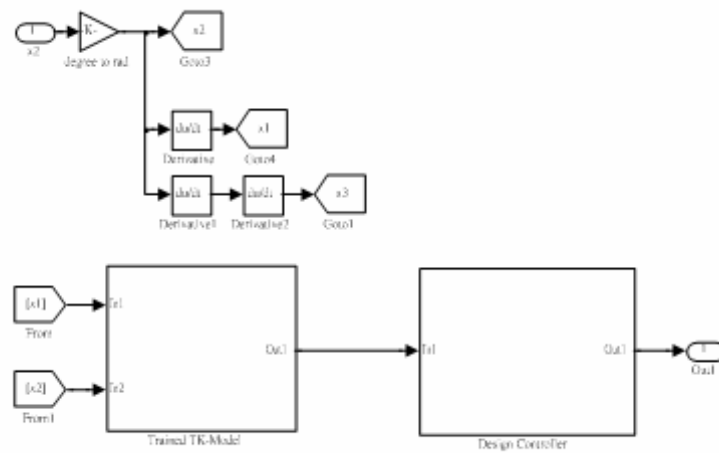 1
K-
x2
x2
degree to rad
Goto3
du/dt
x1
Derivative
Goto4
du/dt
du/dt
x3
Derivative1
Derivative2
Goto1
[x1]
In1
From
Out1
In1
Out1
1
Out1
[x2]
In2
From1
Trained TK-Model
Design Controller